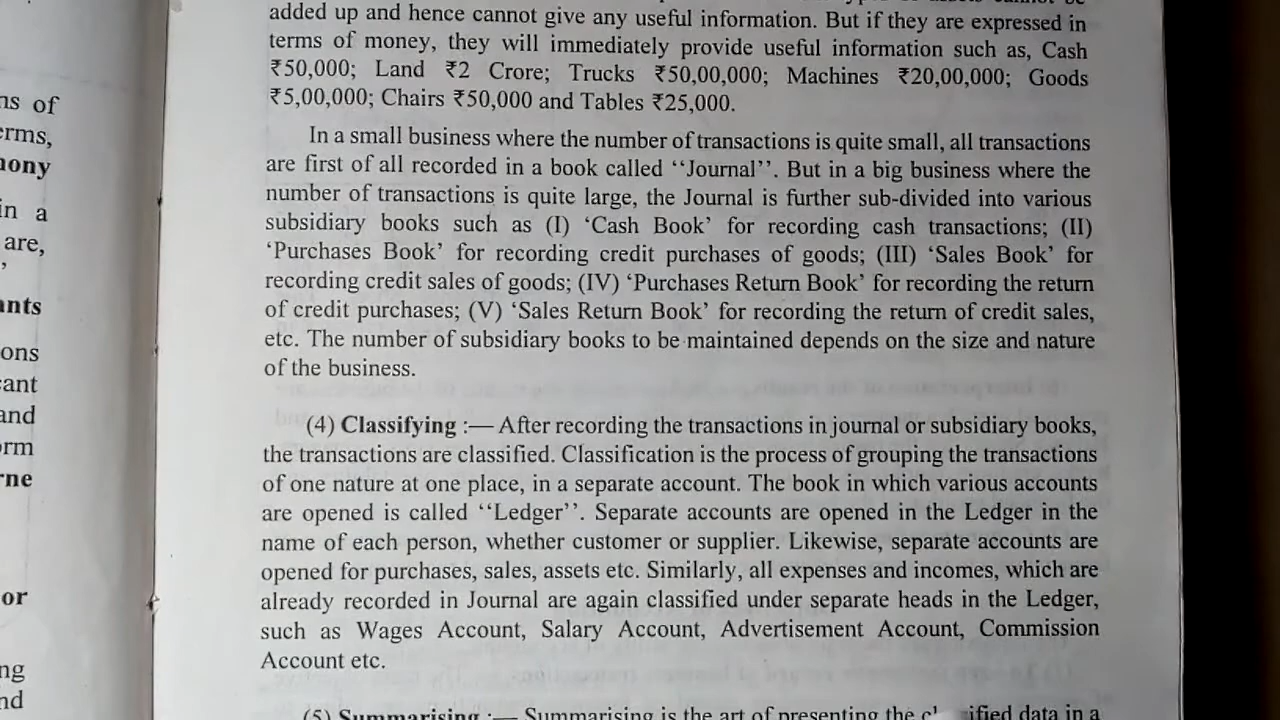 added up and hence cannot give any useful information. But if they are expressed in
terms of money, they will immediately provide useful information such as, Cash
₹50,000; Land ₹2 Crore; Trucks ₹50,00,000; Machines ₹20,00,000; Goods
₹5,00,000; Chairs ₹50,000 and Tables ₹25,000.
In a small business where the number of transactions is quite small, all transactions
are first of all recorded in a book called ‘‘Journal’’. But in a big business where the
number of transactions is quite large, the Journal is further sub-divided into various
subsidiary books such as (I) ‘Cash Book’ for recording cash transactions; (II)
‘Purchases Book’ for recording credit purchases of goods; (III) ‘Sales Book’ for
recording credit sales of goods; (IV) ‘Purchases Return Book’ for recording the return
of credit purchases; (V) ‘Sales Return Book’ for recording the return of credit sales,
etc. The number of subsidiary books to be maintained depends on the size and nature
of the business.
(4) Classifying :— After recording the transactions in journal or subsidiary books,
the transactions are classified. Classification is the process of grouping the transactions
of one nature at one place, in a separate account. The book in which various accounts
are opened is called ‘‘Ledger’’. Separate accounts are opened in the Ledger in the
name of each person, whether customer or supplier. Likewise, separate accounts are
opened for purchases, sales, assets etc. Similarly, all expenses and incomes, which are
already recorded in Journal are again classified under separate heads in the Ledger,
such as Wages Account, Salary Account, Advertisement Account, Commission
Account etc.
(5) Summarising :— Summarising is the art of presenting the data in a